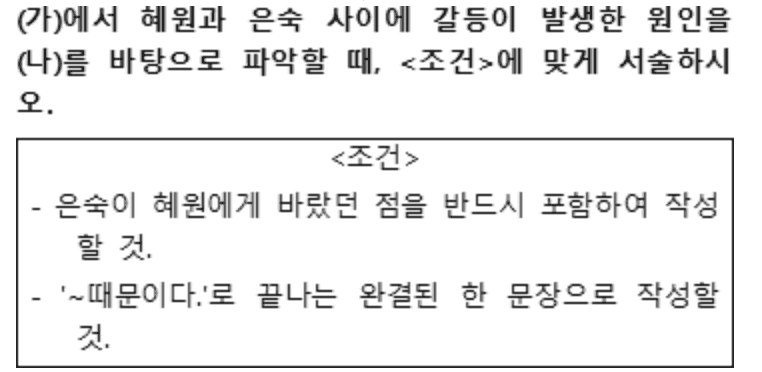 (가)에서 혜원과 은숙 사이에 갈등이 발생한 원인을
(나)를 바탕으로 파악할 때, <조건>에 맞게 서술하시
오.
<조건>
- 은숙이 혜원에게 바랐던 점을 반드시 포함하여 작성
할 것.
- '~때문이다.'로 끝나는 완결된 한 문장으로 작성할
것.